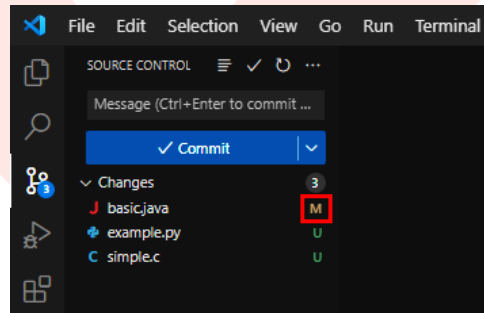 File Edit Selection View Go Run Terminal
SOURCE CONTROL
Message (Ctrl+Enter to commit ...
Commit
Changes 3
J basic.java M
example.py U
C simple.c U
3